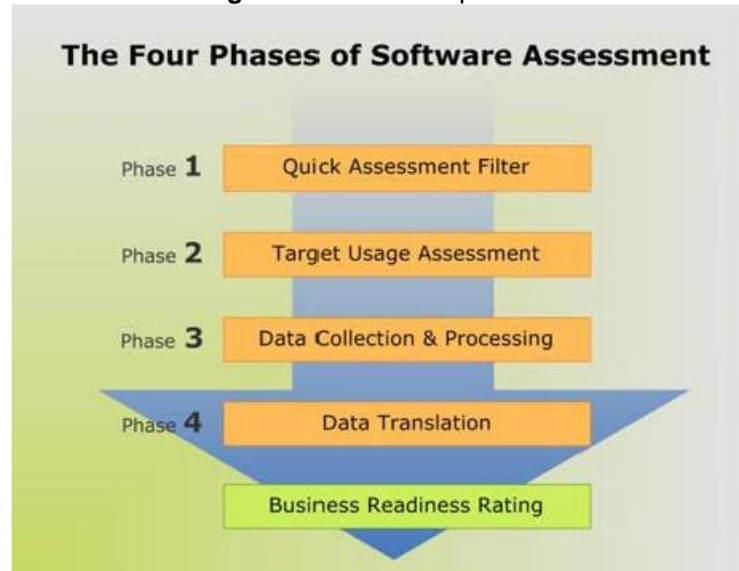 The Four Phases of Software Assessment
Phase 1 Quick Assessment Filter
Phase 2 Target Usage Assessment
Phase 3 Data Collection & Processing
Phase 4 Data Translation
Business Readiness Rating